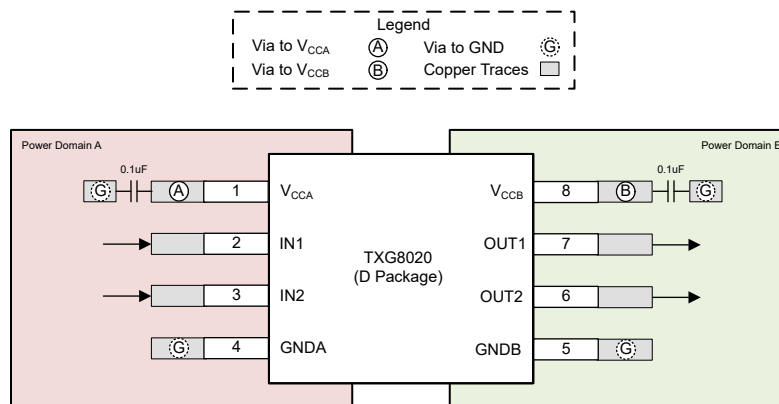 Legend
Via to VCCA A Via to GND G
Via to VCCB B Copper Traces
Power Domain A
Power Domain B
0.1uF
0.1uF
G A 1 VCCA
VCCB 8 B G
2 IN1
OUT1 7
TXG8020
(D Package)
3 IN2
OUT2 6
G 4 GNDA
GNDB 5 G